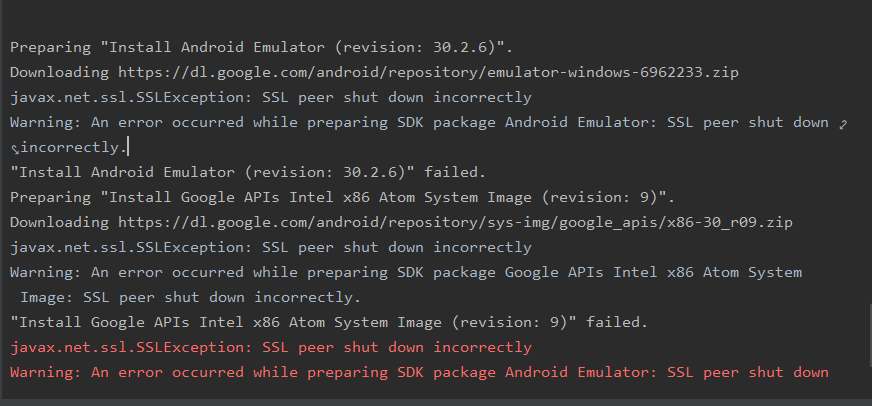 Preparing "Install Android Emulator (revision: 30.2.6)".
Downloading https://dl.google.com/android/repository/emulator-windows-6962233.zip
javax.net.ssl.SSLException: SSL peer shut down incorrectly
Warning: An error occurred while preparing SDK package Android Emulator: SSL peer shut down
incorrectly.
"Install Android Emulator (revision: 30.2.6)" failed.
Preparing "Install Google APIs Intel x86 Atom System Image (revision: 9)".
Downloading https://dl.google.com/android/repository/sys-img/google_apis/x86-30_r09.zip
javax.net.ssl.SSLException: SSL peer shut down incorrectly
Warning: An error occurred while preparing SDK package Google APIs Intel x86 Atom System
Image: SSL peer shut down incorrectly.
"Install Google APIs Intel x86 Atom System Image (revision: 9)" failed.
javax.net.ssl.SSLException: SSL peer shut down incorrectly
Warning: An error occurred while preparing SDK package Android Emulator: SSL peer shut down